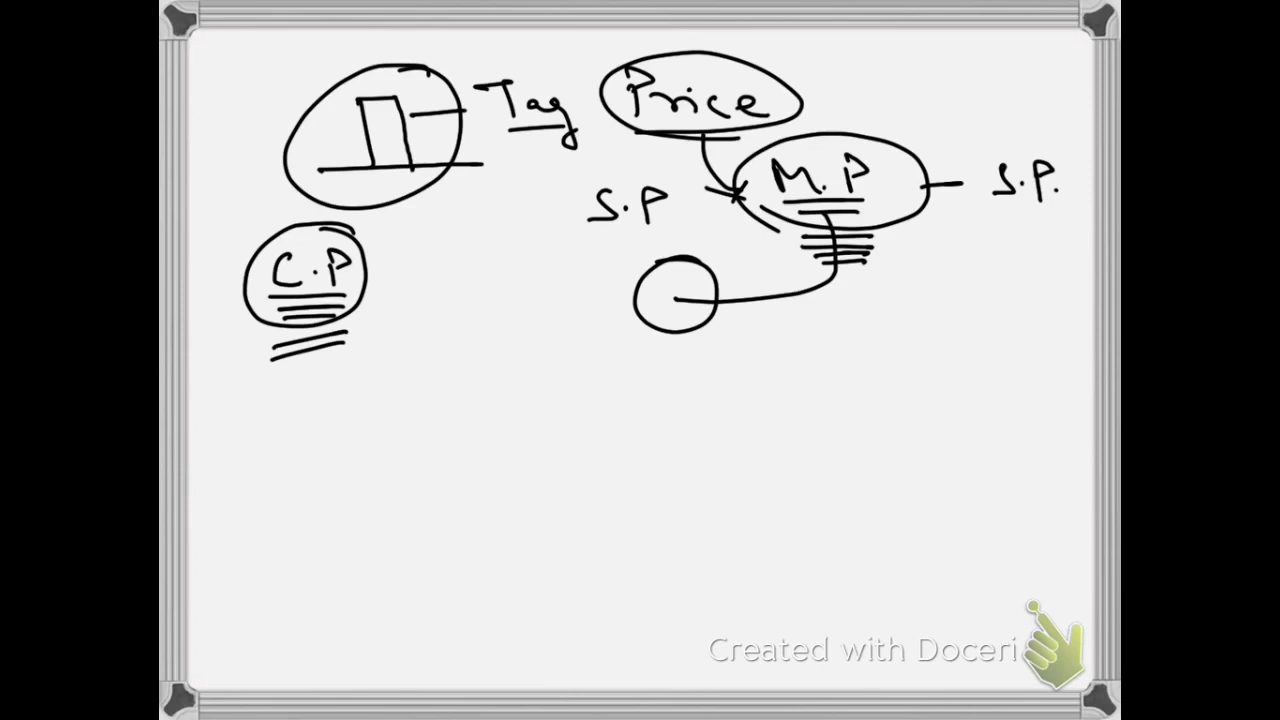 Tag Price
M.P S.P.
S.P
C.P
Created with Doceri